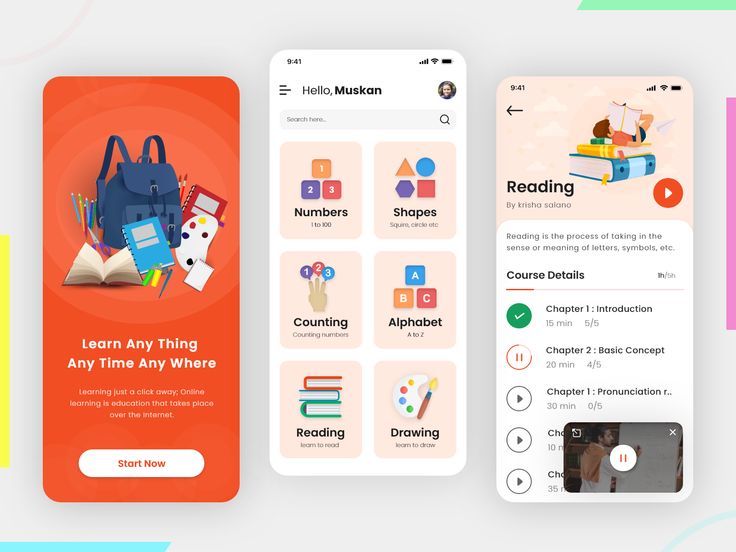 Learn Any Thing
Any Time Any Where
Learning just a click away; Online
learning is education that takes place
over the internet.
Start Now
9:41
Hello, Muskan
Search here...
1
2 3
Numbers
1 to 100
Shapes
Squire, circle etc
1 2 3
Counting
Counting numbers
A
B C
Alphabet
A to Z
Reading
learn to read
Drawing
learn to draw
9:41
Reading
By krisha salano
Reading is the process of taking in the
sense or meaning of letters, symbols, etc.
Course Details
1h/5h
Chapter 1 : Introduction
15 min 5/5
Chapter 2 : Basic Concept
20 min 4/5
Chapter 1 : Pronunciation r..
30 min 0/5
Cha
10 m
Cha
35 m